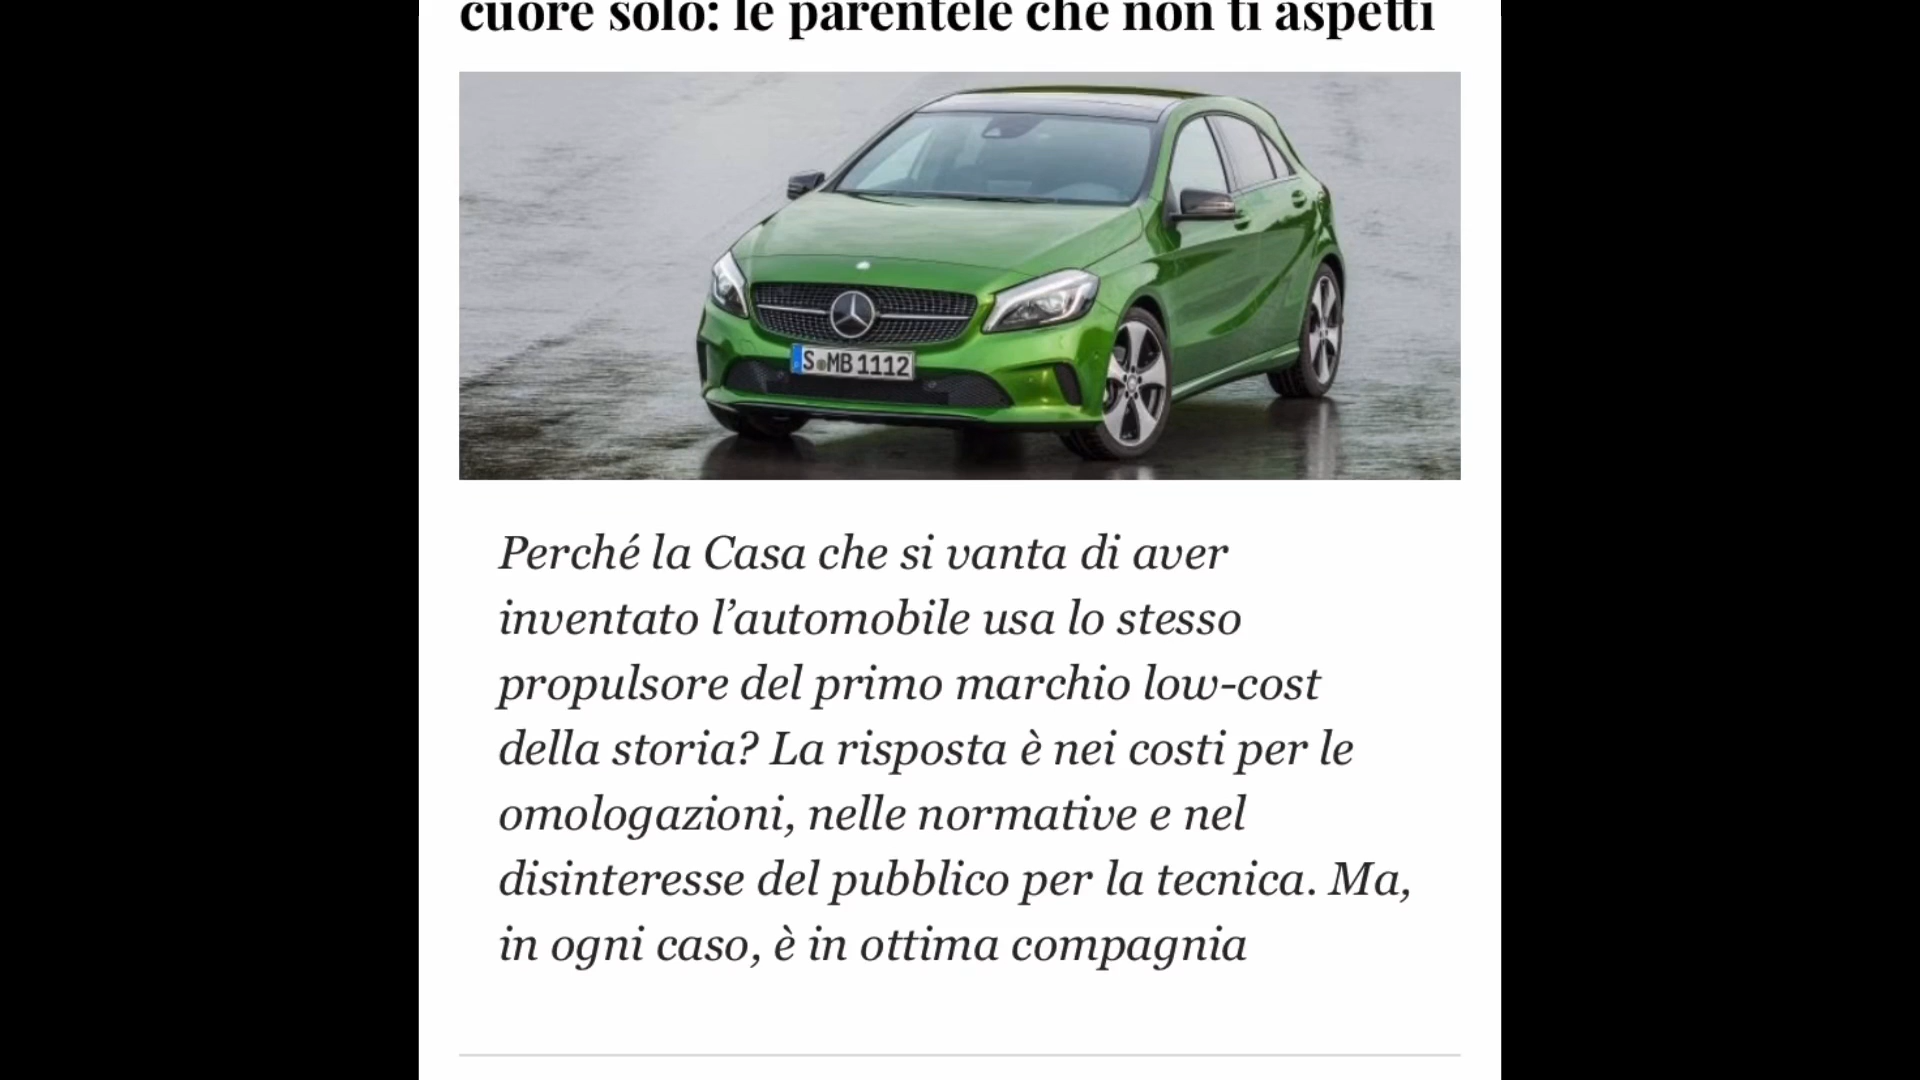 cuore solo: le parentele che non ti aspetti
S MB 1112
Perché la Casa che si vanta di aver
inventato l’automobile usa lo stesso
propulsore del primo marchio low-cost
della storia? La risposta è nei costi per le
omologazioni, nelle normative e nel
disinteresse del pubblico per la tecnica. Ma,
in ogni caso, è in ottima compagnia